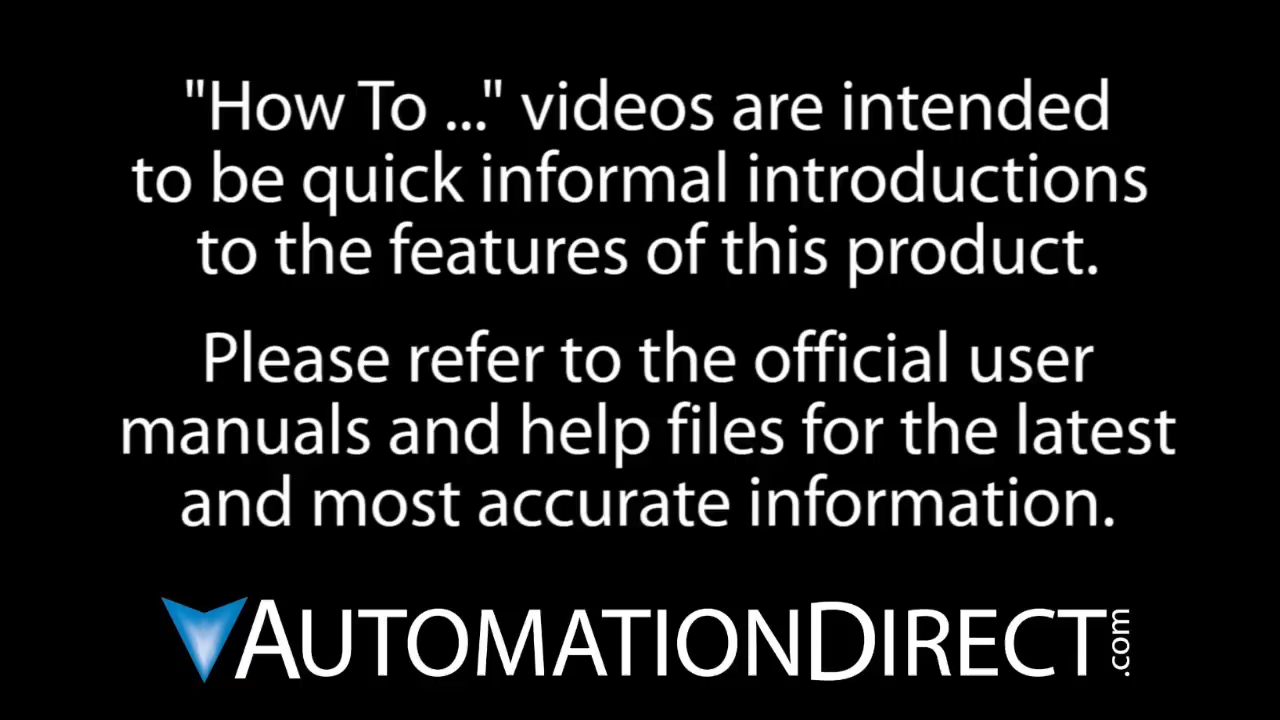 "How To ..." videos are intended
to be quick informal introductions
to the features of this product.
Please refer to the official user
manuals and help files for the latest
and most accurate information.
AUTOMATIONDIRECT.com